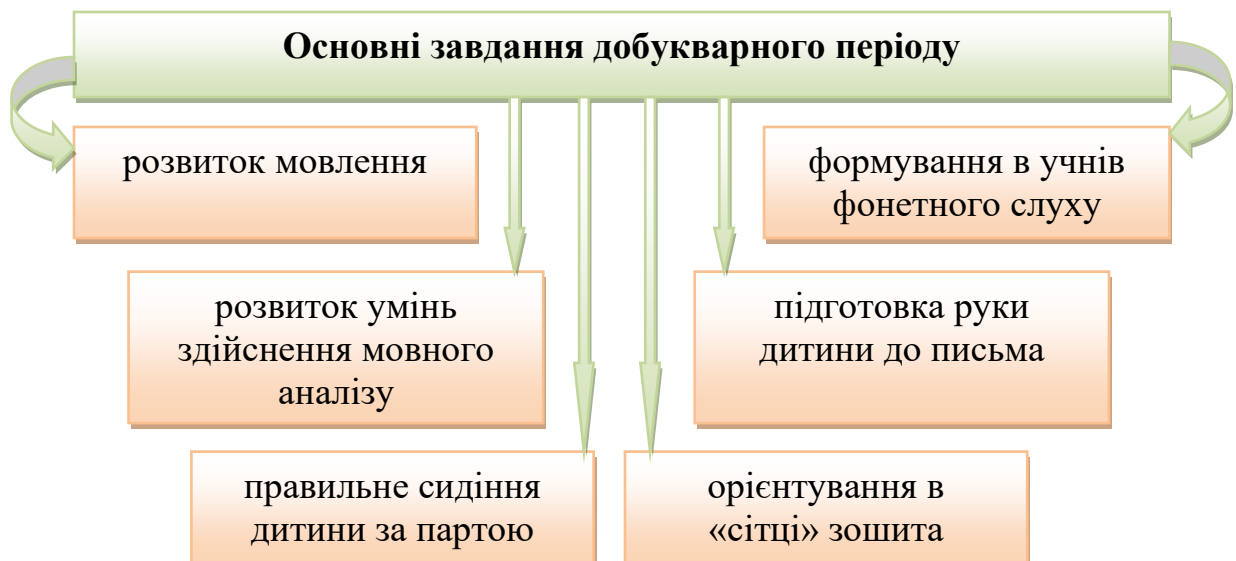 Основні завдання добукварного періоду
розвиток мовлення
формування в учнів
фонетного слуху
розвиток умінь
здійснення мовного
аналізу
підготовка руки
дитини до письма
правильне сидіння
дитини за партою
орієнтування в
«сітці» зошита